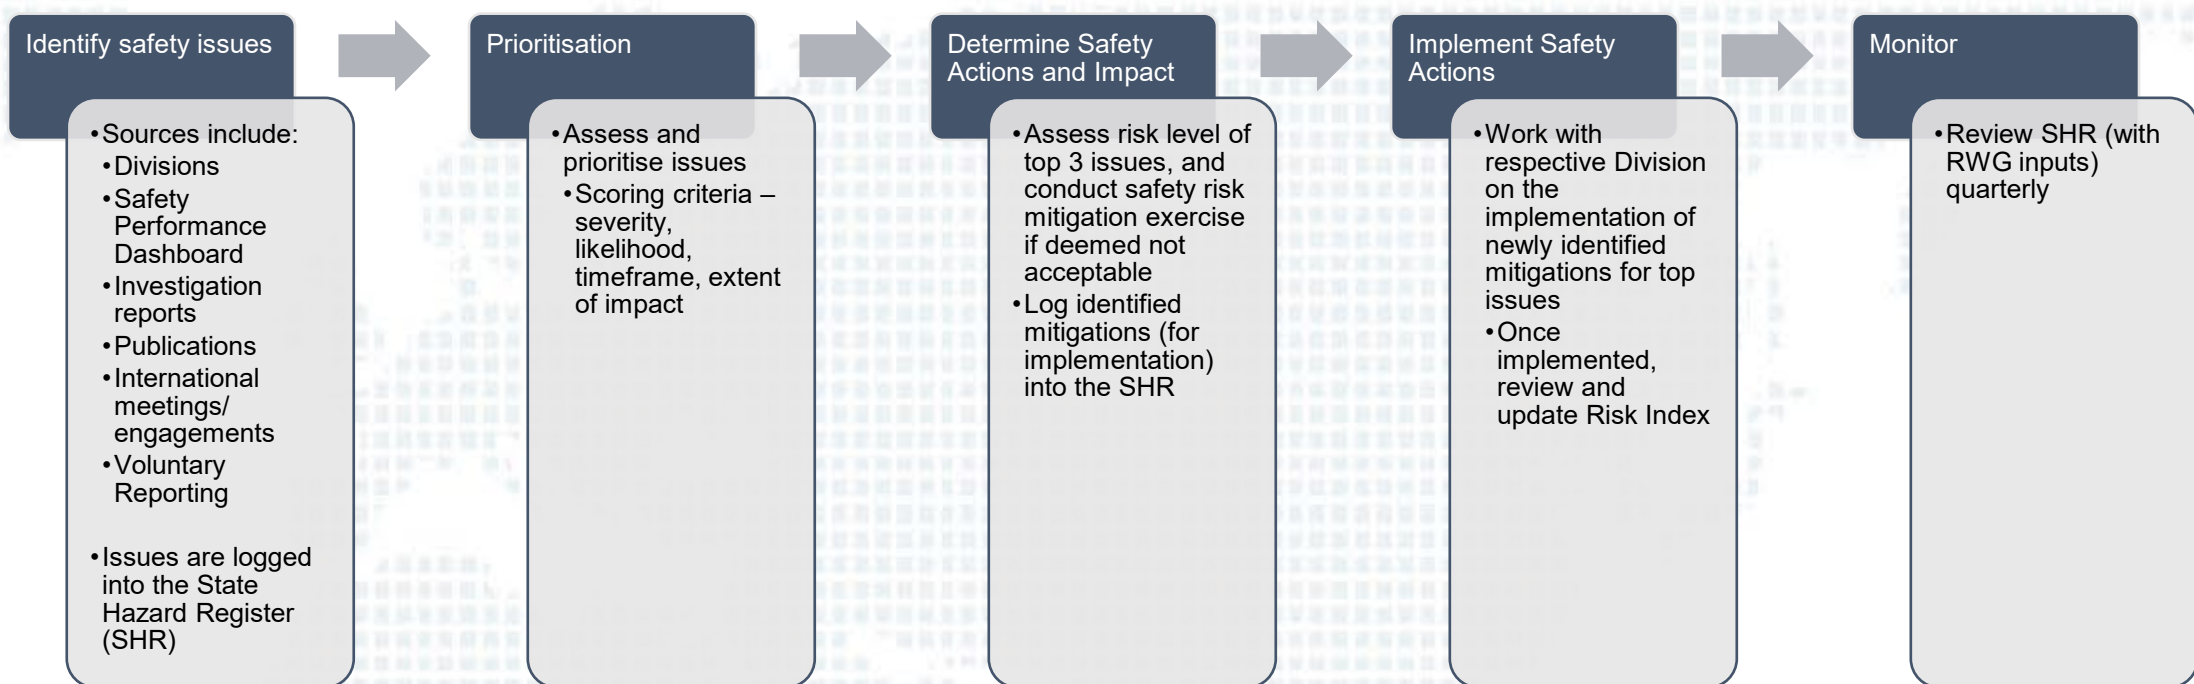 Identify safety issues
•Sources include:
•Divisions
•Safety
Performance
Dashboard
•Investigation
reports
•Publications
•International
meetings/
engagements
•Voluntary
Reporting
•Issues are logged
into the State
Hazard Register
(SHR)
Prioritisation
•Assess and
prioritise issues
•Scoring criteria –
severity,
likelihood,
timeframe, extent
of impact
Determine Safety
Actions and Impact
•Assess risk level of
top 3 issues, and
conduct safety risk
mitigation exercise
if deemed not
acceptable
•Log identified
mitigations (for
implementation)
into the SHR
Implement Safety
Actions
•Work with
respective Division
on the
implementation of
newly identified
mitigations for top
issues
•Once
implemented,
review and
update Risk Index
Monitor
•Review SHR (with
RWG inputs)
quarterly